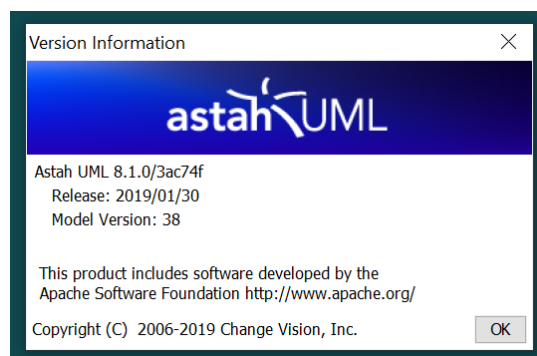 Version Information
astah UML
Astah UML 8.1.0/3ac74f
Release: 2019/01/30
Model Version: 38
This product includes software developed by the
Apache Software Foundation http://www.apache.org/
Copyright (C) 2006-2019 Change Vision, Inc.
OK